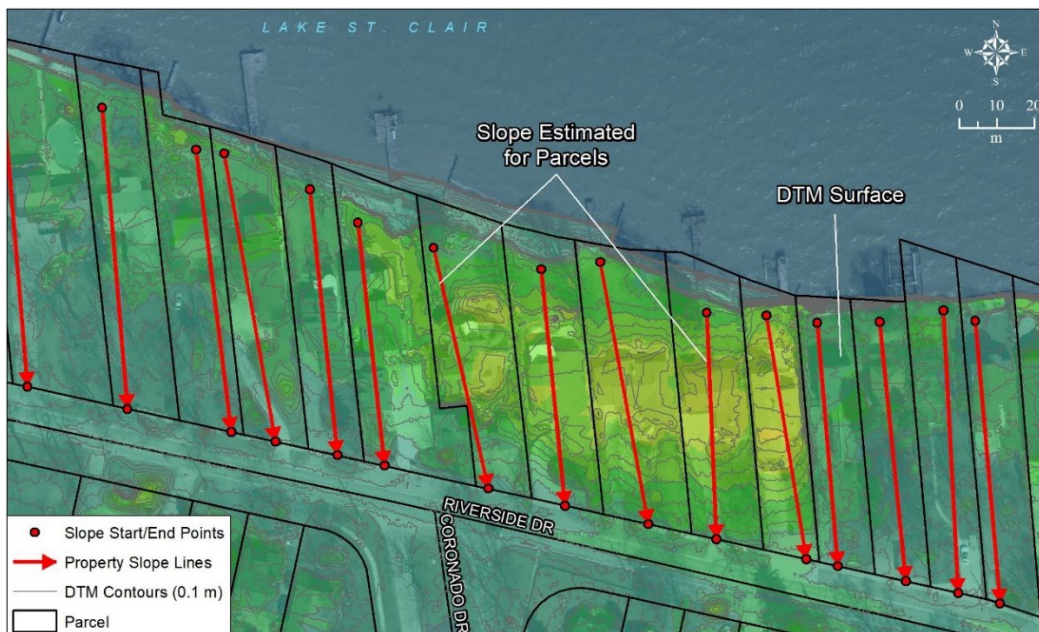 LAKE ST. CLAIR
N
W E
S
0 10 20
m
Slope Estimated
for Parcels
DTM Surface
RIVERSIDE DR
CORONADO DR
Slope Start/End Points
Property Slope Lines
DTM Contours (0.1 m)
Parcel